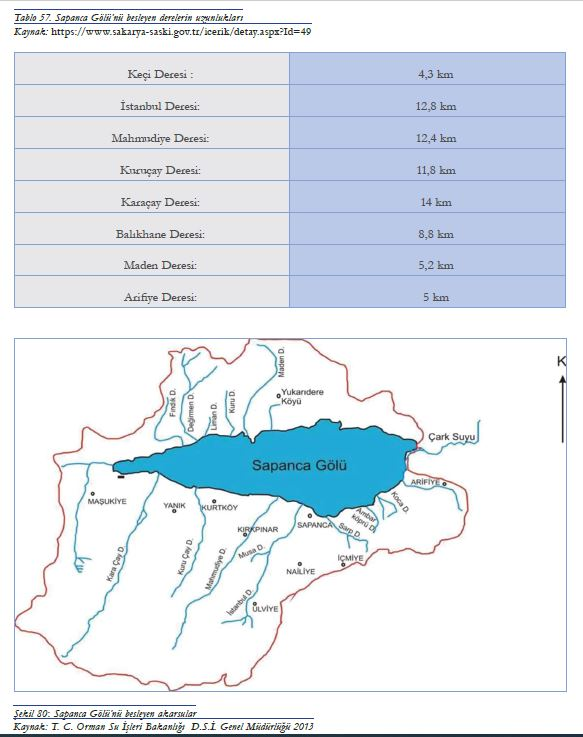 Tablo 57. Sapanca Gölü'nü besleyen derelerin uzunlukları
Kaynak: https://www.sakarya-saski.gov.tr/icerik/detay.aspx?Id=49
Keçi Deresi : 4,3 km
İstanbul Deresi: 12,8 km
Mahmudiye Deresi: 12,4 km
Kuruçay Deresi: 11,8 km
Karaçay Deresi: 14 km
Balıkhane Deresi: 8,8 km
Maden Deresi: 5,2 km
Arifiye Deresi: 5 km
K
Fındık D.
Değirmen D.
Liman D.
Kuru D.
Maden D.
Yukarıdere
Köyü
Çark Suyu
Sapanca Gölü
ARİFİYE
MAŞUKİYE
YANIK
KURTKÖY
KIRKPINAR
SAPANCA
Ambar
köprü D.
Koca D.
Sarp D.
İÇMİYE
NAİLİYE
ULVİYE
Kara Çay D.
Kuru Çay D.
Mahmudiye D.
Musa D.
İstanbul D.
Şekil 80: Sapanca Gölü'nü besleyen akarsular
Kaynak: T. C. Orman Su İşleri Bakanlığı D.S.İ. Genel Müdürlüğü 2013